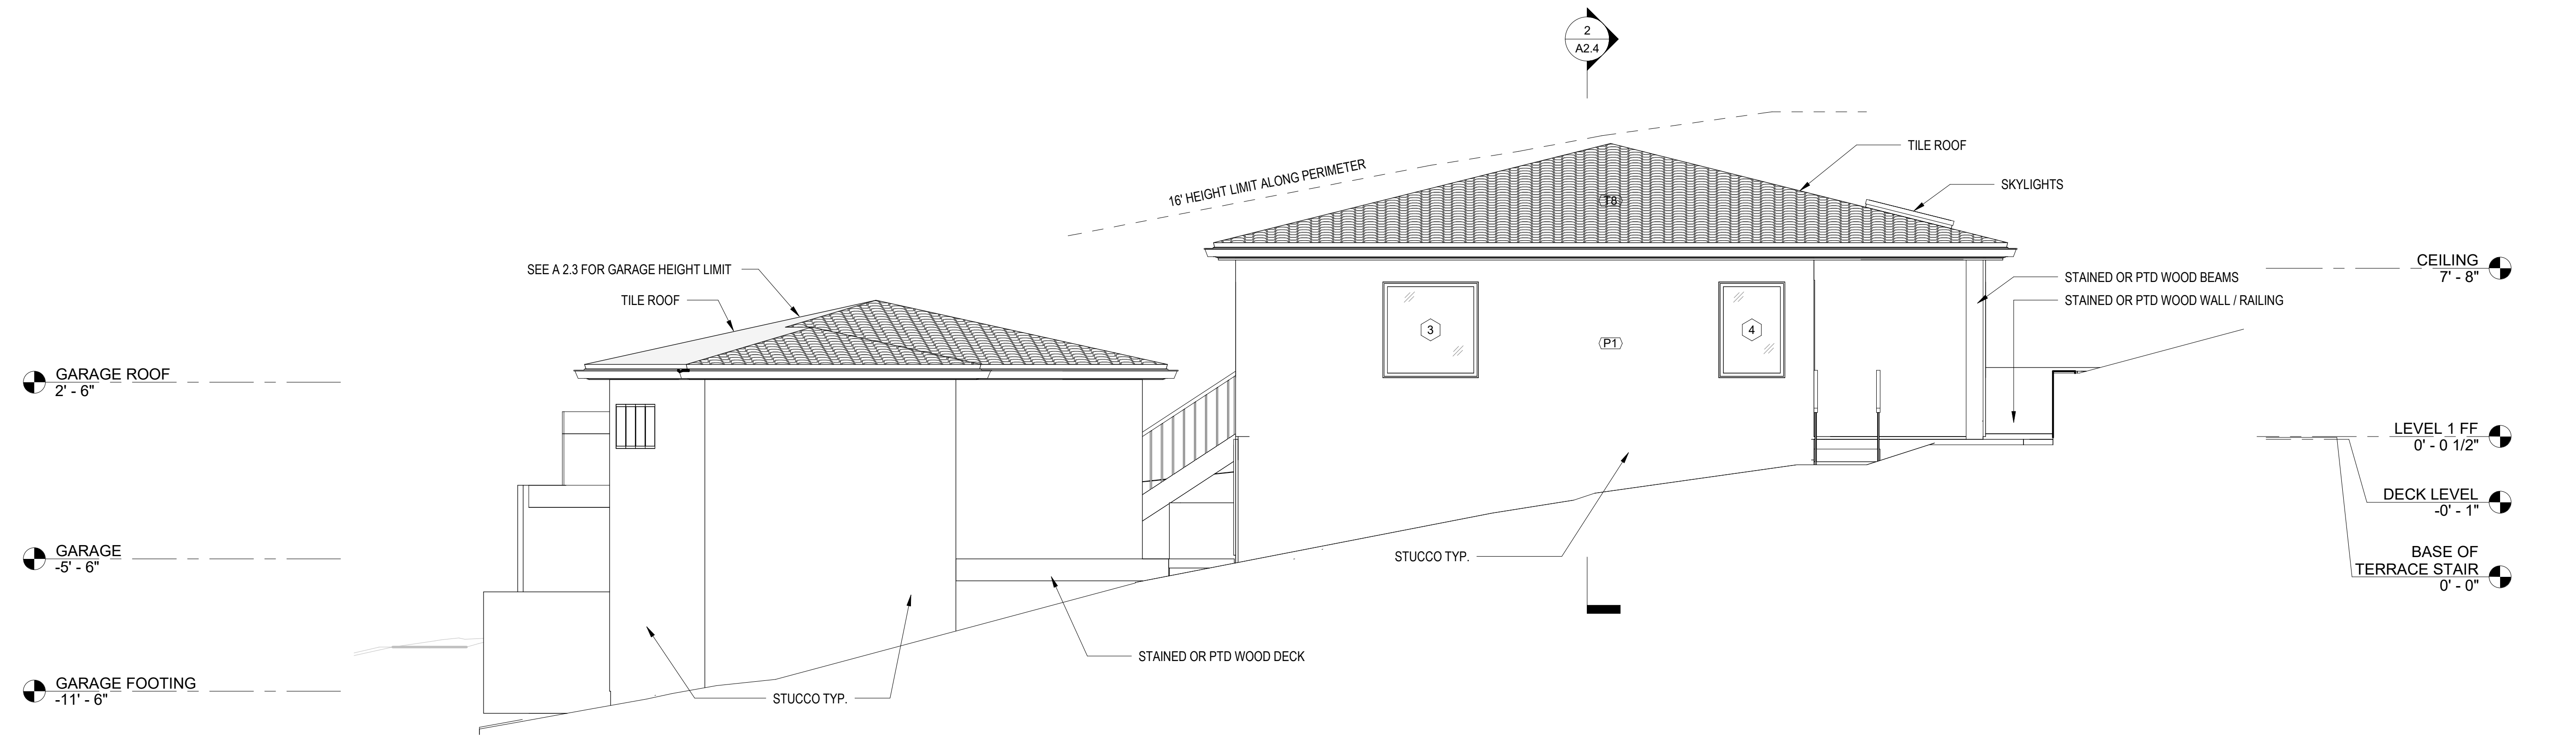 2
A2.4
16' HEIGHT LIMIT ALONG PERIMETER
TILE ROOF
SKYLIGHTS
T8
SEE A 2.3 FOR GARAGE HEIGHT LIMIT
TILE ROOF
CEILING
7' - 8"
STAINED OR PTD WOOD BEAMS
STAINED OR PTD WOOD WALL / RAILING
3
4
P1
GARAGE ROOF
2' - 6"
LEVEL 1 FF
0' - 0 1/2"
DECK LEVEL
-0' - 1"
GARAGE
-5' - 6"
STUCCO TYP.
BASE OF
TERRACE STAIR
0' - 0"
STAINED OR PTD WOOD DECK
GARAGE FOOTING
-11' - 6"
STUCCO TYP.